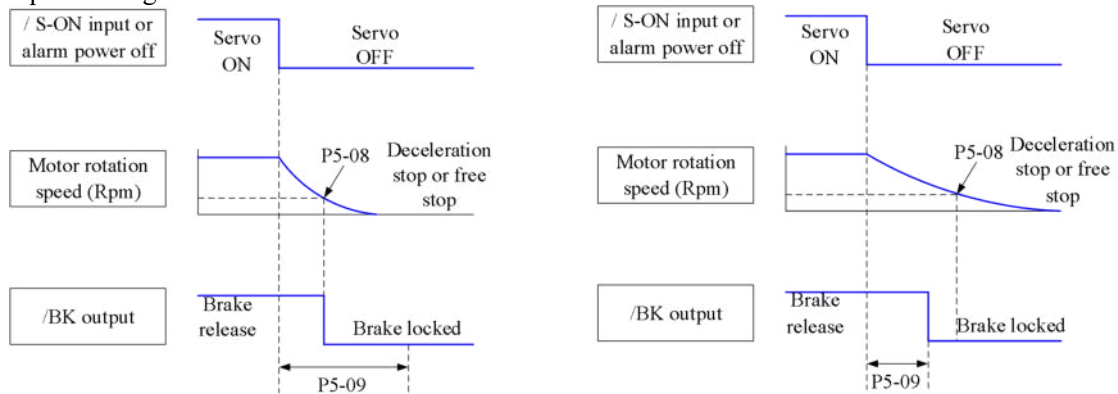 / S-ON input or
alarm power off
Servo
ON
Servo
OFF
Motor rotation
speed (Rpm)
P5-08
Deceleration
stop or free
stop
/BK output
Brake
release
Brake locked
P5-09
/ S-ON input or
alarm power off
Servo
ON
Servo
OFF
Motor rotation
speed (Rpm)
P5-08
Deceleration
stop or free
stop
/BK output
Brake
release
Brake locked
P5-09